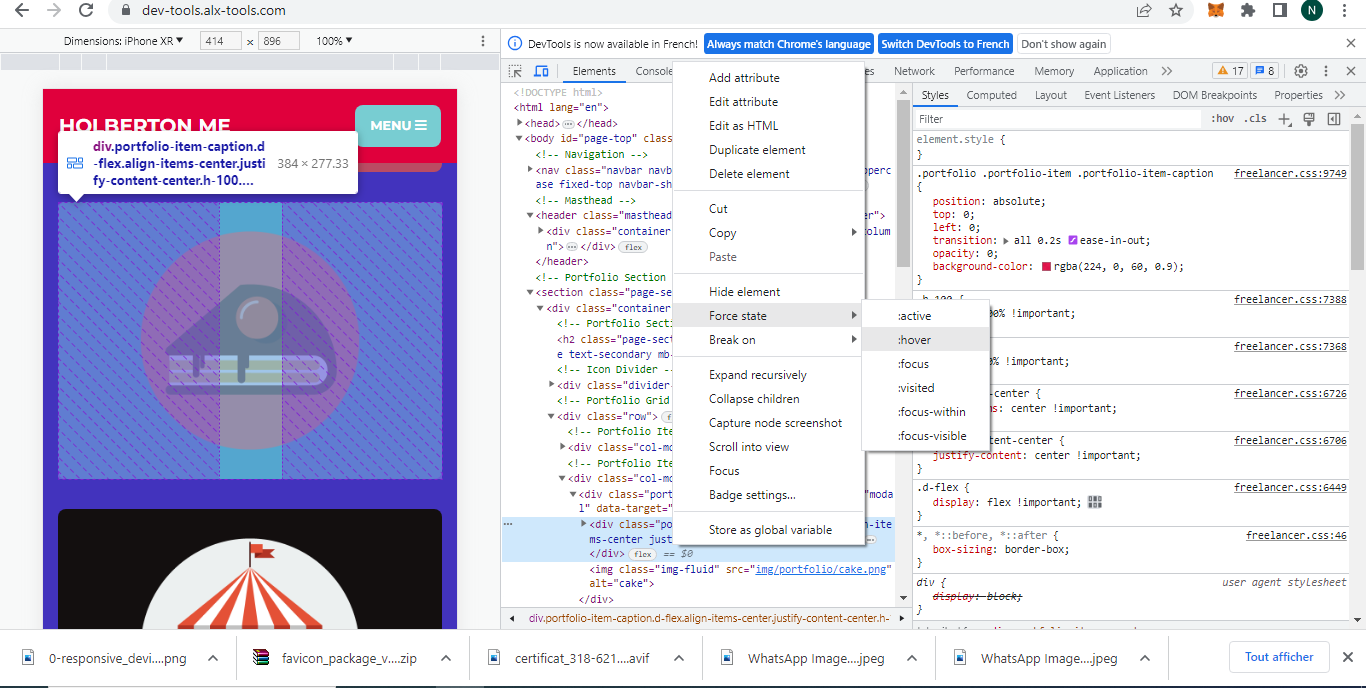 dev-tools.alx-tools.com
N
Dimensions: iPhone XR ▼ 414 x 896 100% ▼
DevTools is now available in French! Always match Chrome's language Switch DevTools to French Don't show again
Elements Console Network Performance Memory Application 17 8
HOLBERTON ME
MENU
div.portfolio-item-caption.d
-flex.align-items-center.justi
fy-content-center.h-100....
384 × 277.33
<!DOCTYPE html>
<html lang="en">
<head> </head>
<body id="page-top" class
<!-- Navigation -->
<nav class="navbar navb upperc
ase fixed-top navbar-sh
<!-- Masthead -->
<header class="masthea er">
<div class="container olum
n"> </div> flex
</header>
<!-- Portfolio Section
<section class="page-se
<div class="container
<!-- Portfolio Secti
<h2 class="page-sect
e text-secondary mb-
<!-- Icon Divider -
<div class="divider-
<!-- Portfolio Grid
<div class="row">
<!-- Portfolio Ite
<div class="col-mo
<!-- Portfolio Ite
<div class="col-mo
<div class="port "moda
l" data-target="
<div class="po n-ite
ms-center just
</div> flex == $0
<img class="img-fluid" src="img/portfolio/cake.png"
alt="cake">
</div>
div.portfolio-item-caption.d-flex.align-items-center.justify-content-center.h-
Add attribute
Edit attribute
Edit as HTML
Duplicate element
Delete element
Cut
Copy
Paste
Hide element
Force state
Break on
Expand recursively
Collapse children
Capture node screenshot
Scroll into view
Focus
Badge settings...
Store as global variable
:active
:hover
:focus
:visited
:focus-within
:focus-visible
Styles Computed Layout Event Listeners DOM Breakpoints Properties
Filter :hov .cls
element.style {
}
.portfolio .portfolio-item .portfolio-item-caption freelancer.css:9749
{
position: absolute;
top: 0;
left: 0;
transition: all 0.2s ease-in-out;
opacity: 0;
background-color: rgba(224, 0, 60, 0.9);
}
freelancer.css:7388
!important;
freelancer.css:7368
!important;
-center { freelancer.css:6726
center !important;
tent-center { freelancer.css:6706
justify-content: center !important;
}
.d-flex { freelancer.css:6449
display: flex !important;
}
*, *::before, *::after { freelancer.css:46
box-sizing: border-box;
}
div { user agent stylesheet
display: block;
}
0-responsive_devi....png favicon_package_v....zip certificat_318-621....avif WhatsApp Image....jpeg WhatsApp Image....jpeg Tout afficher